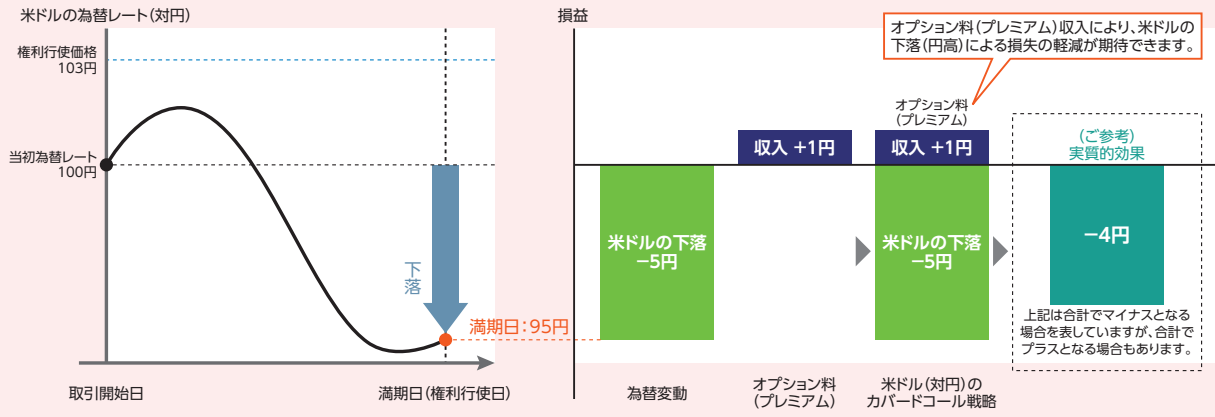 米ドルの為替レート(対円)
権利行使価格
103円
当初為替レート
100円
下落
満期日:95円
取引開始日
満期日(権利行使日)
損益
オプション料(プレミアム)収入により、米ドルの
下落(円高)による損失の軽減が期待できます。
オプション料
(プレミアム)
収入 +1円
収入 +1円
(ご参考)
実質的効果
米ドルの下落
−5円
米ドルの下落
−5円
−4円
上記は合計でマイナスとなる
場合を表していますが、合計で
プラスとなる場合もあります。
為替変動
オプション料
(プレミアム)
米ドル(対円)の
カバードコール戦略